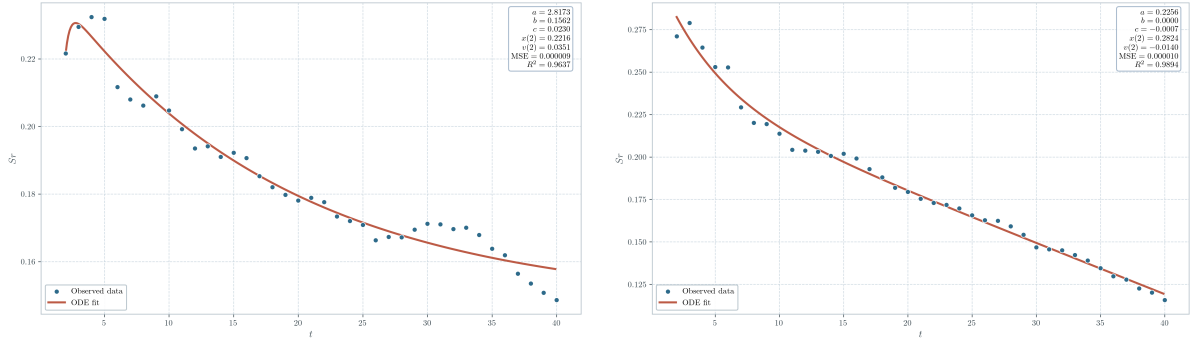 a = 2.8173
b = 0.1562
c = 0.0230
x(2) = 0.2216
v(2) = 0.0351
MSE = 0.000009
R² = 0.9637
0.22
0.20
0.18
0.16
Sr
Observed data
ODE fit
5
10
15
20
25
30
35
40
t
a = 0.2256
b = 0.0000
c = −0.0007
x(2) = 0.2824
v(2) = −0.0140
MSE = 0.000010
R² = 0.9894
0.275
0.250
0.225
0.200
0.175
0.150
0.125
Sr
Observed data
ODE fit
5
10
15
20
25
30
35
40
t